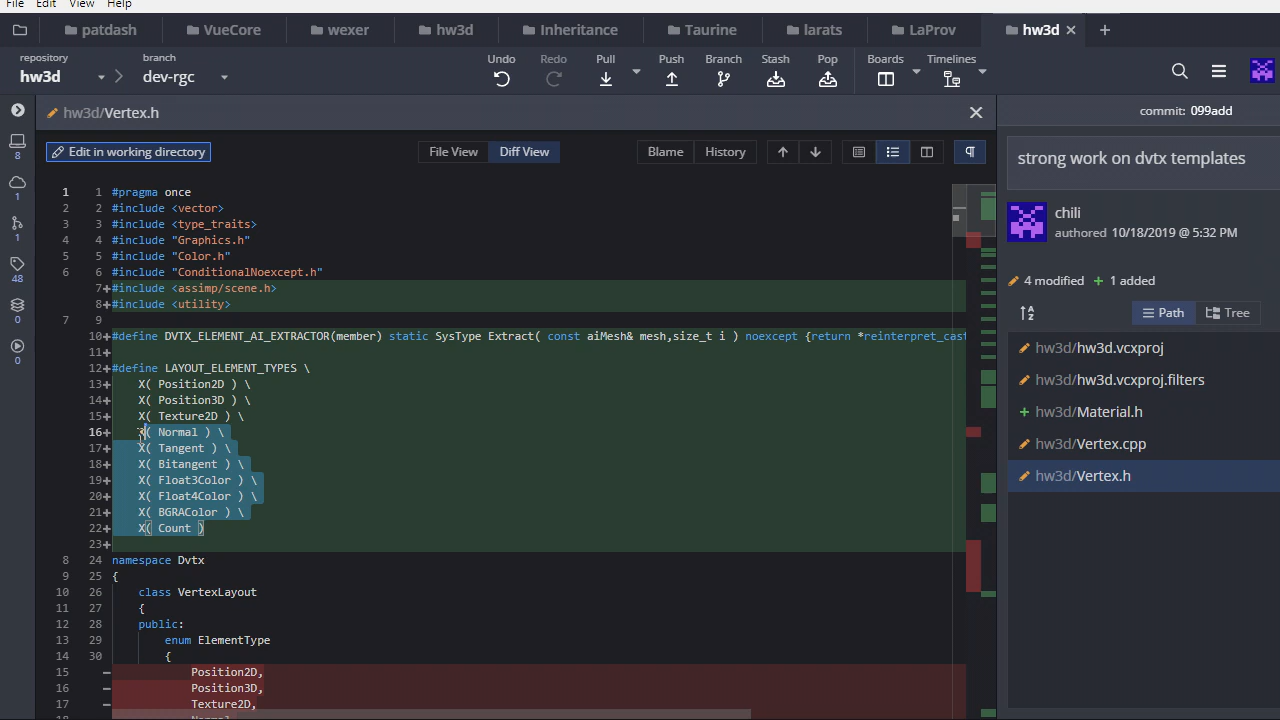 File Edit View Help
patdash VueCore wexer hw3d Inheritance Taurine larats LaProv hw3d
repository
hw3d
branch
dev-rgc
Undo Redo Pull Push Branch Stash Pop Boards Timelines
hw3d/Vertex.h
commit: 099add
Edit in working directory
File View Diff View
Blame History
strong work on dvtx templates
chili
authored 10/18/2019 @ 5:32 PM
4 modified + 1 added
Path Tree
hw3d/hw3d.vcxproj
hw3d/hw3d.vcxproj.filters
+ hw3d/Material.h
hw3d/Vertex.cpp
hw3d/Vertex.h
8
1
1
48
0
0
1 1 #pragma once
2 2 #include <vector>
3 3 #include <type_traits>
4 4 #include "Graphics.h"
5 5 #include "Color.h"
6 6 #include "ConditionalNoexcept.h"
7+ #include <assimp/scene.h>
8+ #include <utility>
7 9
10+ #define DVTX_ELEMENT_AI_EXTRACTOR(member) static SysType Extract( const aiMesh& mesh,size_t i ) noexcept {return *reinterpret_cast
11+
12+ #define LAYOUT_ELEMENT_TYPES \
13+ X( Position2D ) \
14+ X( Position3D ) \
15+ X( Texture2D ) \
16+ X( Normal ) \
17+ X( Tangent ) \
18+ X( Bitangent ) \
19+ X( Float3Color ) \
20+ X( Float4Color ) \
21+ X( BGRAColor ) \
22+ X( Count )
23+
8 24 namespace Dvtx
9 25 {
10 26 class VertexLayout
11 27 {
12 28 public:
13 29 enum ElementType
14 30 {
15 − Position2D,
16 − Position3D,
17 − Texture2D,